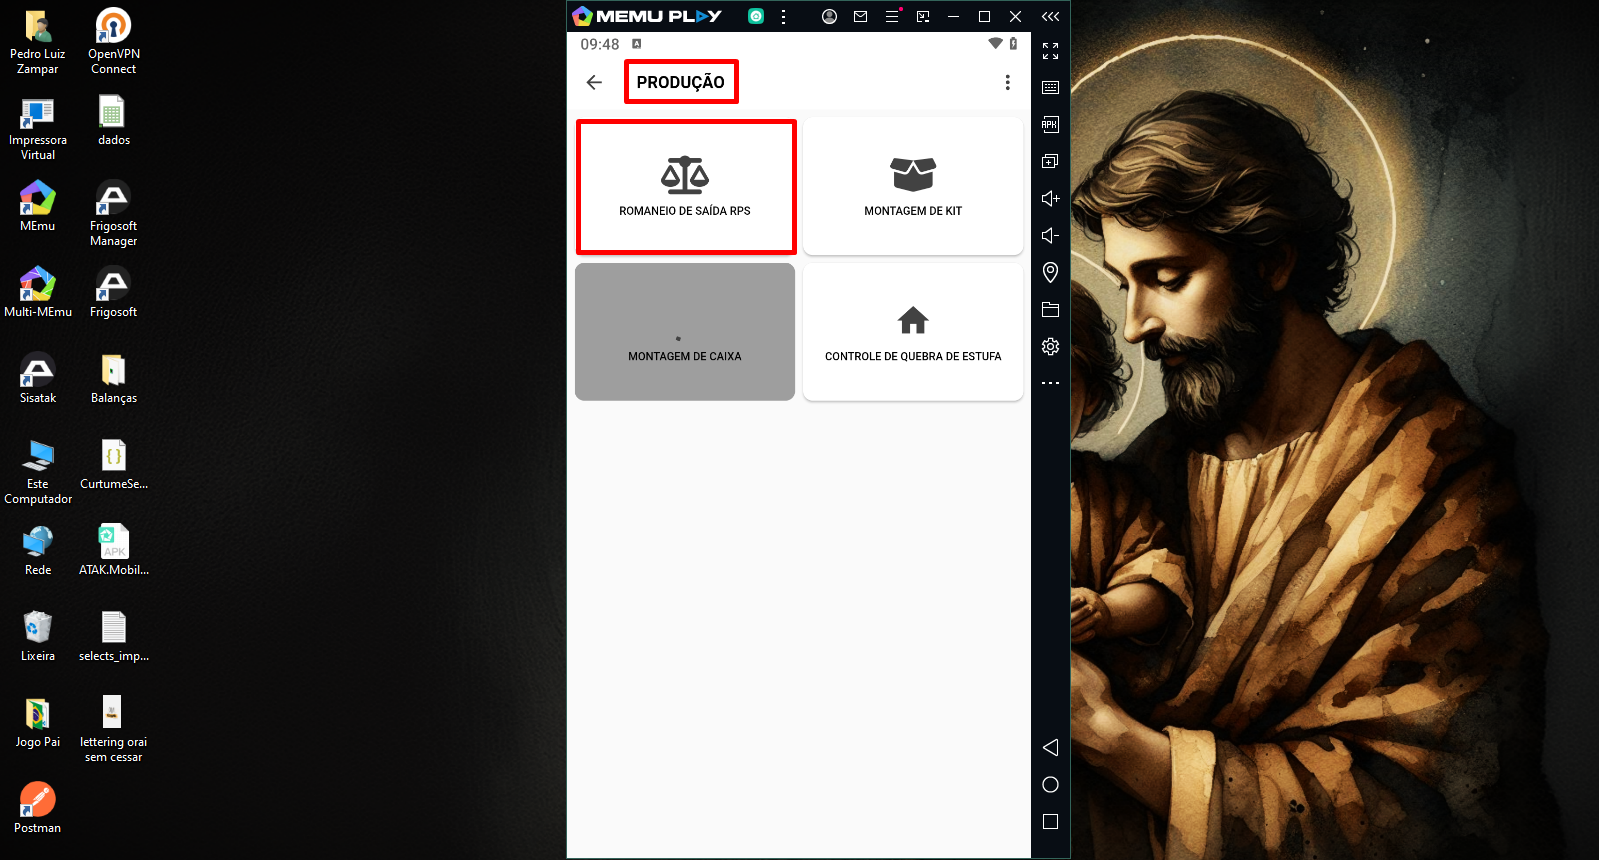 Pedro Luiz
Zampar
OpenVPN
Connect
Impressora
Virtual
dados
MEmu
Frigosoft
Manager
Multi-MEmu
Frigosoft
Sisatak
Balanças
Este
Computador
CurtumeSe...
Rede
APK
ATAK.Mobil...
Lixeira
selects_imp...
Jogo Pai
lettering orai
sem cessar
Postman
MEMU PLAY
09:48
A
PRODUÇÃO
ROMANEIO DE SAÍDA RPS
MONTAGEM DE KIT
MONTAGEM DE CAIXA
CONTROLE DE QUEBRA DE ESTUFA
APK